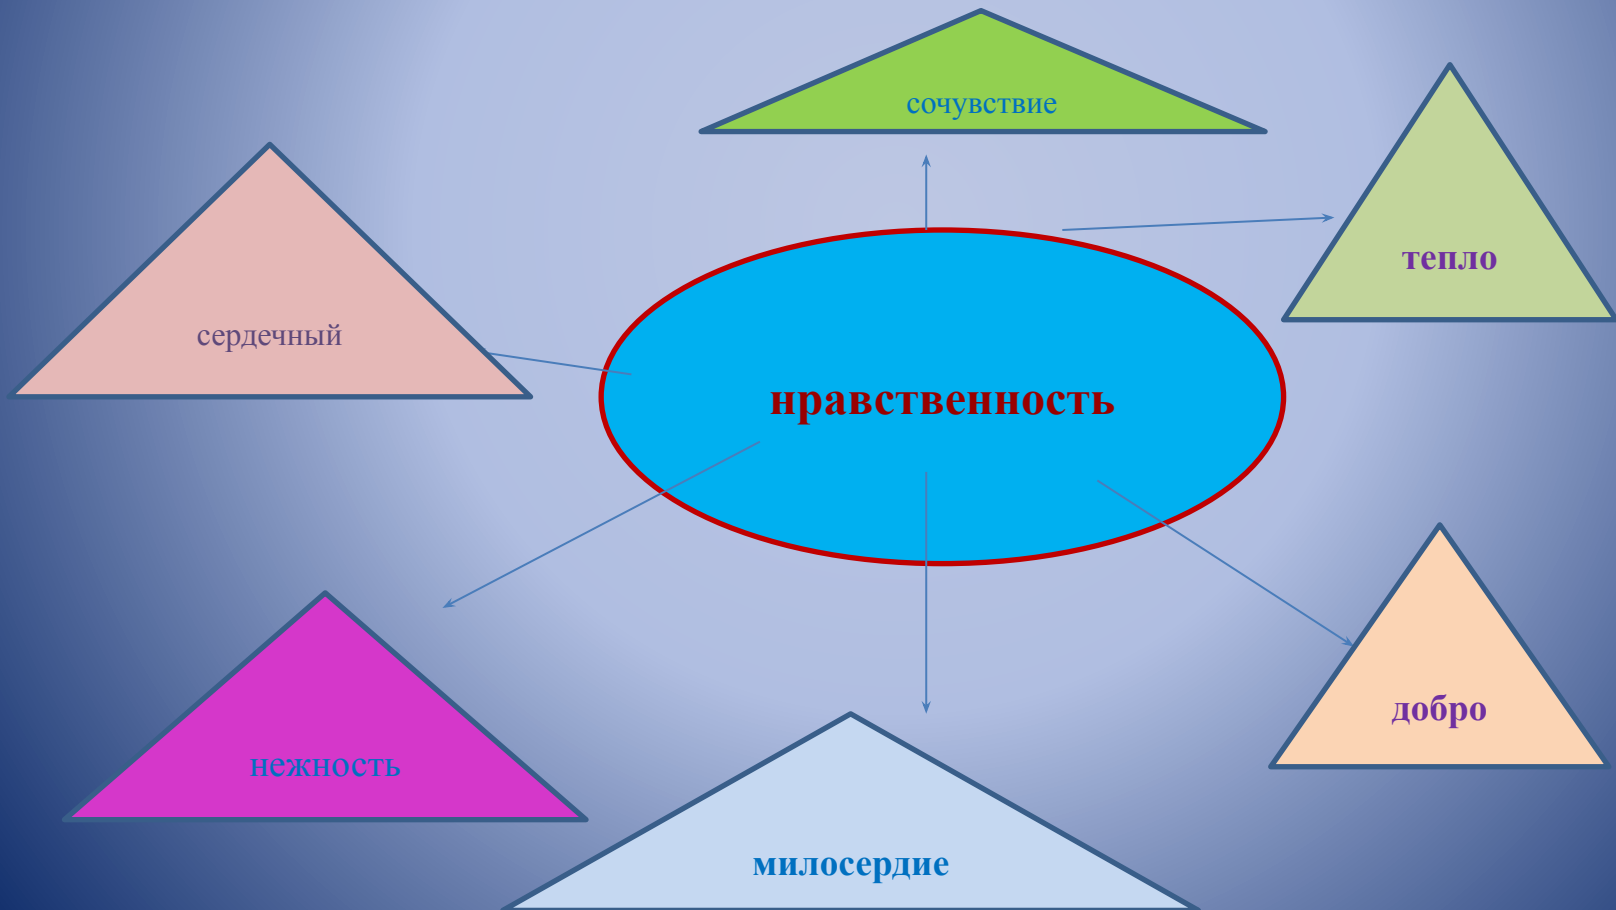 сочувствие
тепло
сердечный
нравственность
добро
нежность
милосердие